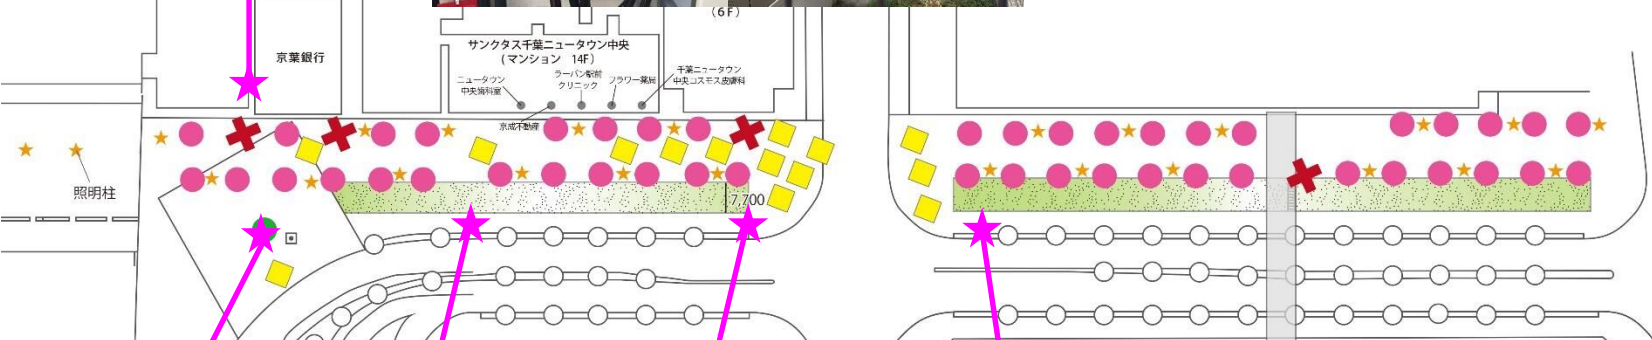 （6F）
京葉銀行
サンクタス千葉ニュータウン中央
（マンション 14F）
ニュータウン
中央歯科室
ラーバン駅前
クリニック
フラワー薬局
千葉ニュータウン
中央コスモス皮膚科
京成不動産
照明柱
7,700